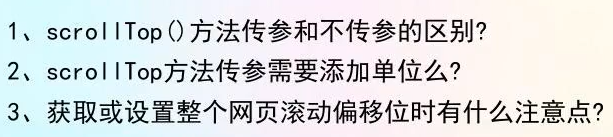 1、scrollTop()方法传参和不传参的区别?
2、scrollTop方法传参需要添加单位么?
3、获取或设置整个网页滚动偏移位时有什么注意点?